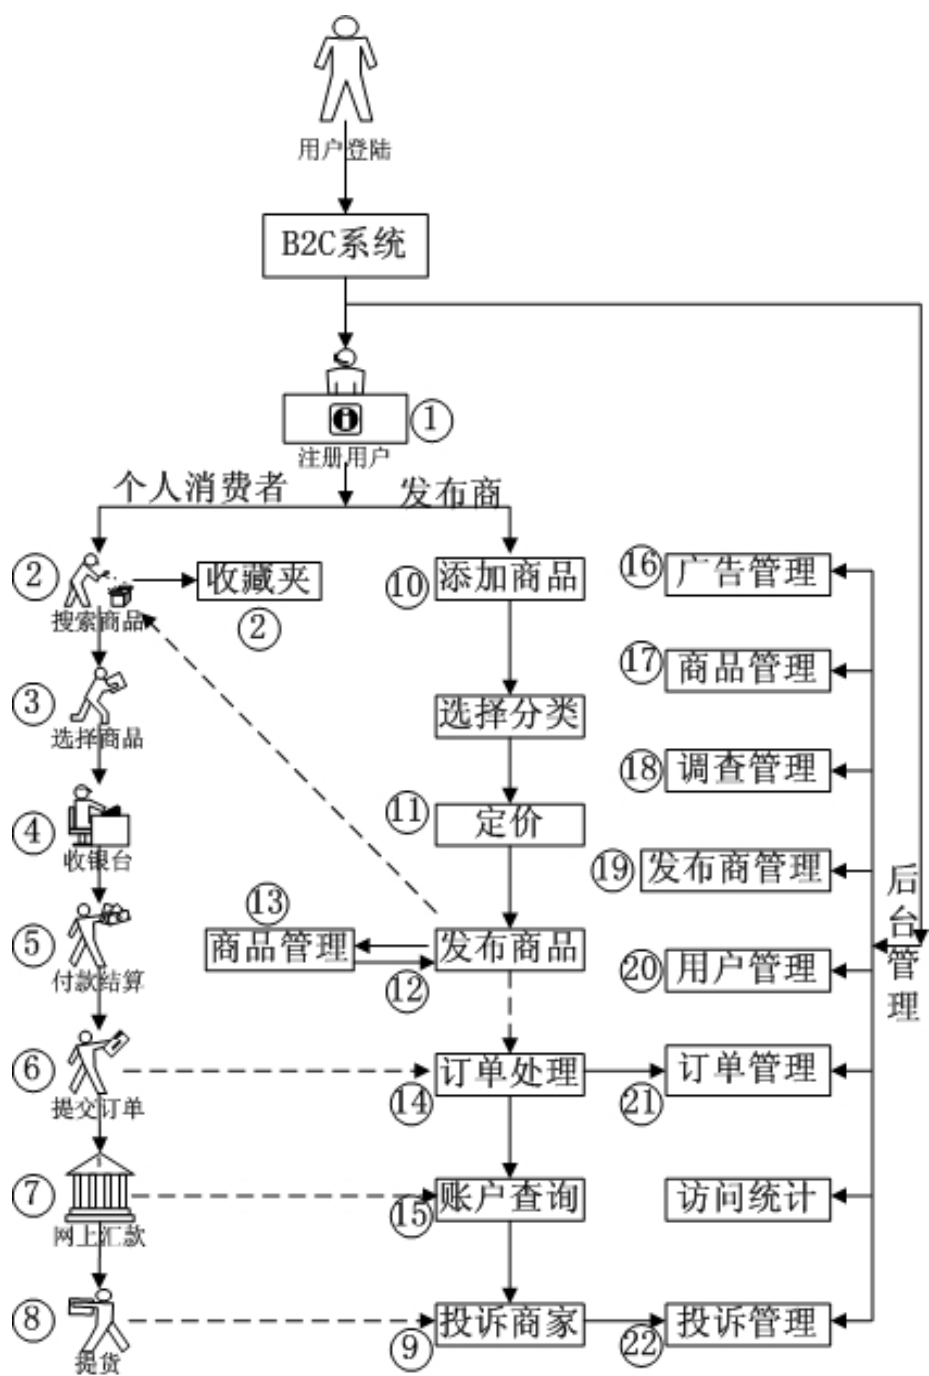 用户登陆
B2C系统
①
注册用户
个人消费者
发布商
②
搜索商品
收藏夹
②
③
选择商品
④
收银台
⑤
付款结算
⑥
提交订单
⑦
网上汇款
⑧
提货
⑩
添加商品
选择分类
⑪
定价
⑬
商品管理
发布商品
⑫
订单处理
⑭
账户查询
⑮
投诉商家
⑨
⑯
广告管理
⑰
商品管理
⑱
调查管理
⑲
发布商管理
⑳
用户管理
订单管理
㉑
访问统计
投诉管理
㉒
后台管理